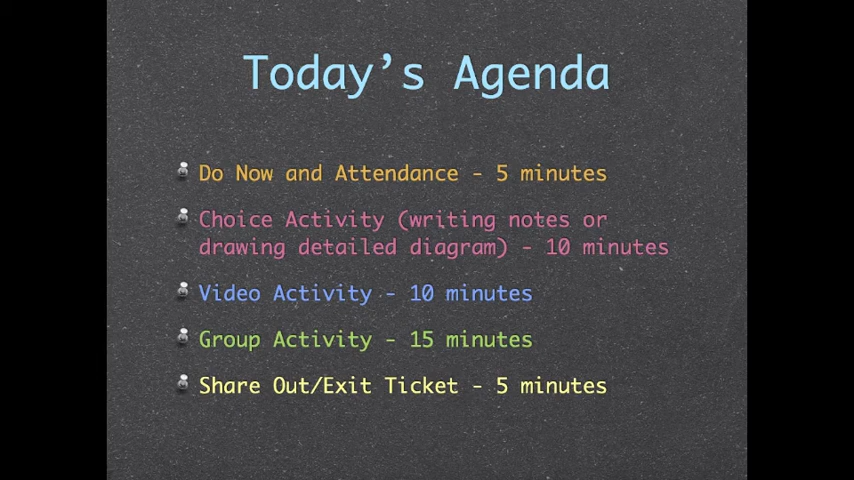 Today’s Agenda
Do Now and Attendance - 5 minutes
Choice Activity (writing notes or
drawing detailed diagram) - 10 minutes
Video Activity - 10 minutes
Group Activity - 15 minutes
Share Out/Exit Ticket - 5 minutes